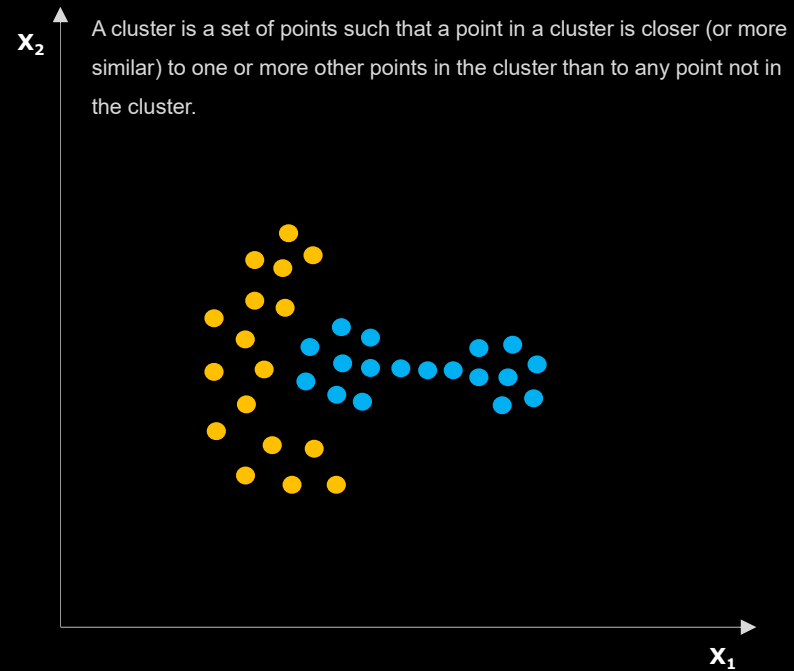 A cluster is a set of points such that a point in a cluster is closer (or more
similar) to one or more other points in the cluster than to any point not in
the cluster.
X₂
X₁